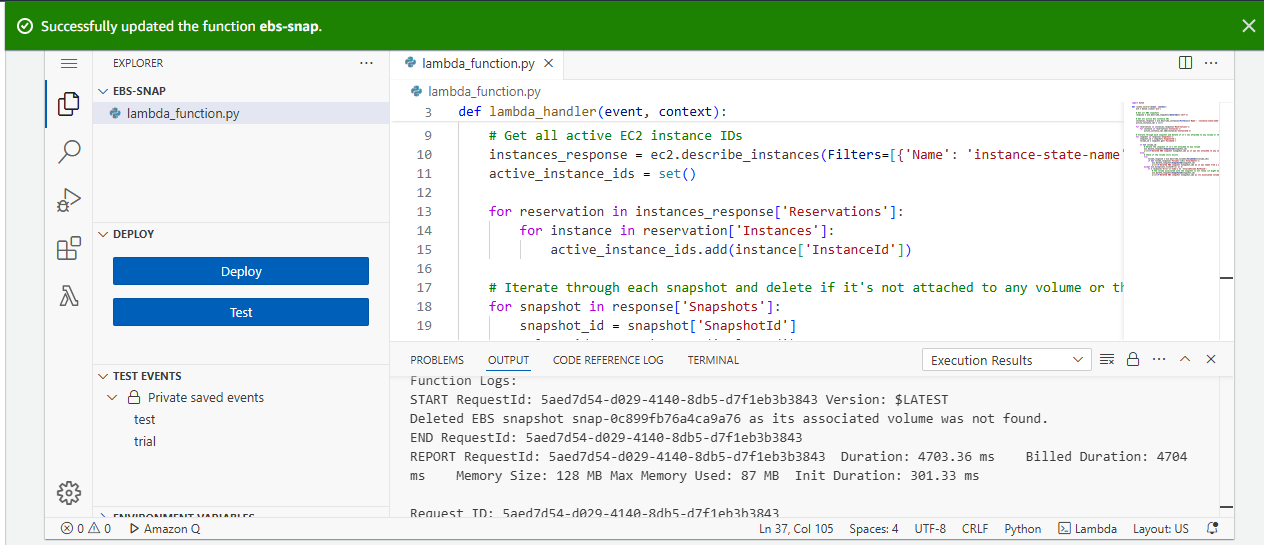 Successfully updated the function ebs-snap.
EXPLORER
EBS-SNAP
lambda_function.py
DEPLOY
Deploy
Test
TEST EVENTS
Private saved events
test
trial
ENVIRONMENT VARIABLES
lambda_function.py
lambda_function.py
3 def lambda_handler(event, context):
9 # Get all active EC2 instance IDs
10 instances_response = ec2.describe_instances(Filters=[{'Name': 'instance-state-name'
11 active_instance_ids = set()
12
13 for reservation in instances_response['Reservations']:
14 for instance in reservation['Instances']:
15 active_instance_ids.add(instance['InstanceId'])
16
17 # Iterate through each snapshot and delete if it's not attached to any volume or th
18 for snapshot in response['Snapshots']:
19 snapshot_id = snapshot['SnapshotId']
PROBLEMS OUTPUT CODE REFERENCE LOG TERMINAL Execution Results
Function Logs:
START RequestId: 5aed7d54-d029-4140-8db5-d7f1eb3b3843 Version: $LATEST
Deleted EBS snapshot snap-0c899fb76a4ca9a76 as its associated volume was not found.
END RequestId: 5aed7d54-d029-4140-8db5-d7f1eb3b3843
REPORT RequestId: 5aed7d54-d029-4140-8db5-d7f1eb3b3843 Duration: 4703.36 ms Billed Duration: 4704
ms Memory Size: 128 MB Max Memory Used: 87 MB Init Duration: 301.33 ms
Request ID: 5aed7d54-d029-4140-8db5-d7f1eb3b3843
0 0 Amazon Q Ln 37, Col 105 Spaces: 4 UTF-8 CRLF Python Lambda Layout: US